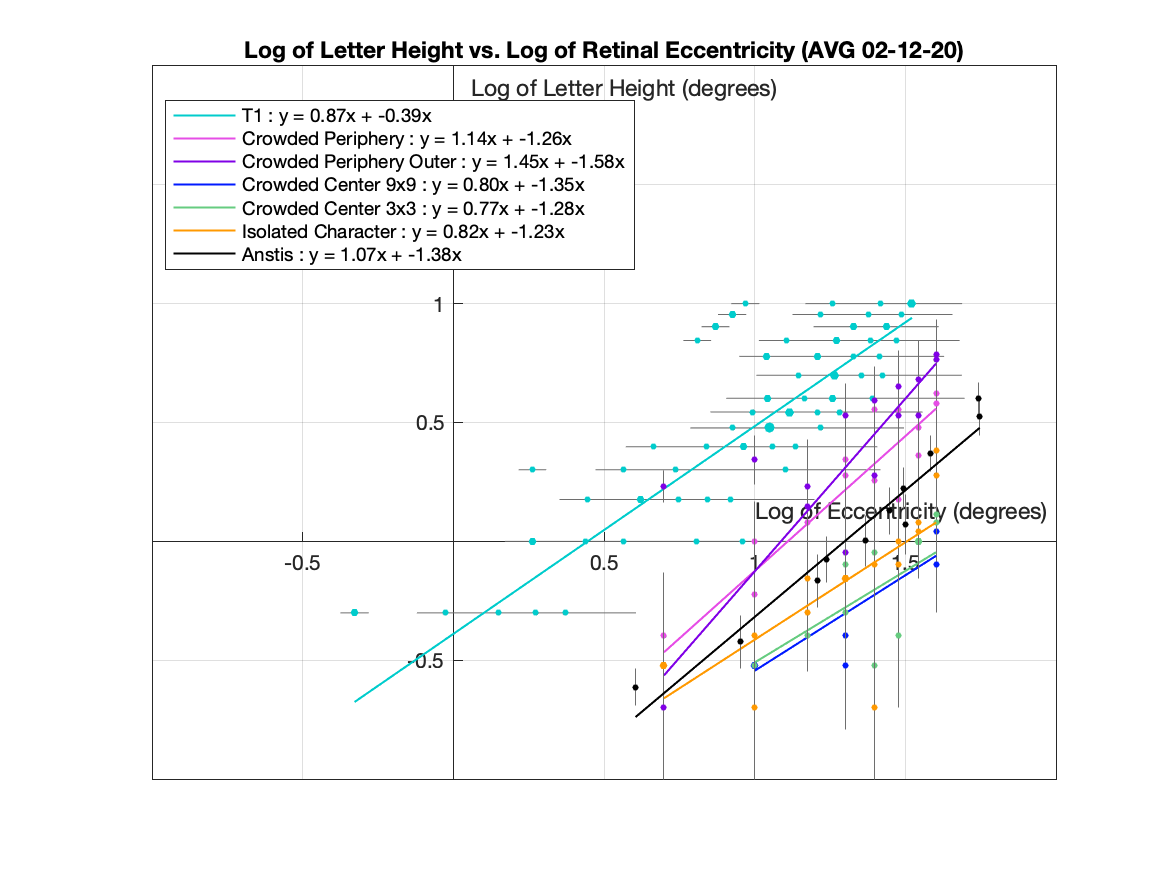 Log of Letter Height vs. Log of Retinal Eccentricity (AVG 02-12-20)
Log of Letter Height (degrees)
T1 : y = 0.87x + -0.39x
Crowded Periphery : y = 1.14x + -1.26x
Crowded Periphery Outer : y = 1.45x + -1.58x
Crowded Center 9x9 : y = 0.80x + -1.35x
Crowded Center 3x3 : y = 0.77x + -1.28x
Isolated Character : y = 0.82x + -1.23x
Anstis : y = 1.07x + -1.38x
1
0.5
Log of Eccentricity (degrees)
-0.5 0.5 1 1.5
-0.5